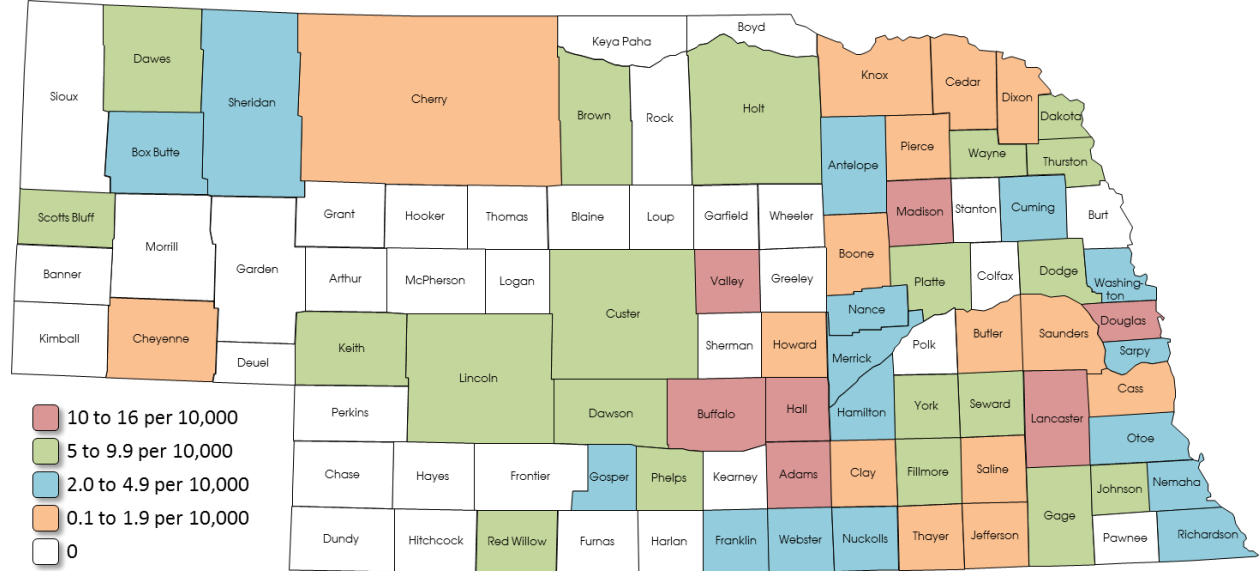 Boyd
Keya Paha
Dawes
Knox
Cedar
Sioux
Sheridan
Cherry
Dixon
Holt
Brown
Rock
Dakota
Box Butte
Pierce
Wayne
Antelope
Thurston
Scotts Bluff
Grant
Hooker
Thomas
Blaine
Loup
Garfield
Wheeler
Madison
Stanton
Cuming
Burt
Morrill
Boone
Banner
Garden
Arthur
McPherson
Logan
Valley
Greeley
Platte
Colfax
Dodge
Washing-
ton
Nance
Custer
Douglas
Kimball
Cheyenne
Keith
Sherman
Howard
Merrick
Polk
Butler
Saunders
Sarpy
Deuel
Lincoln
Cass
Perkins
Dawson
Buffalo
Hall
Hamilton
York
Seward
Lancaster
Otoe
Chase
Hayes
Frontier
Gosper
Phelps
Kearney
Adams
Clay
Fillmore
Saline
Johnson
Nemaha
Gage
Dundy
Hitchcock
Red Willow
Furnas
Harlan
Franklin
Webster
Nuckolls
Thayer
Jefferson
Pawnee
Richardson
10 to 16 per 10,000
5 to 9.9 per 10,000
2.0 to 4.9 per 10,000
0.1 to 1.9 per 10,000
0